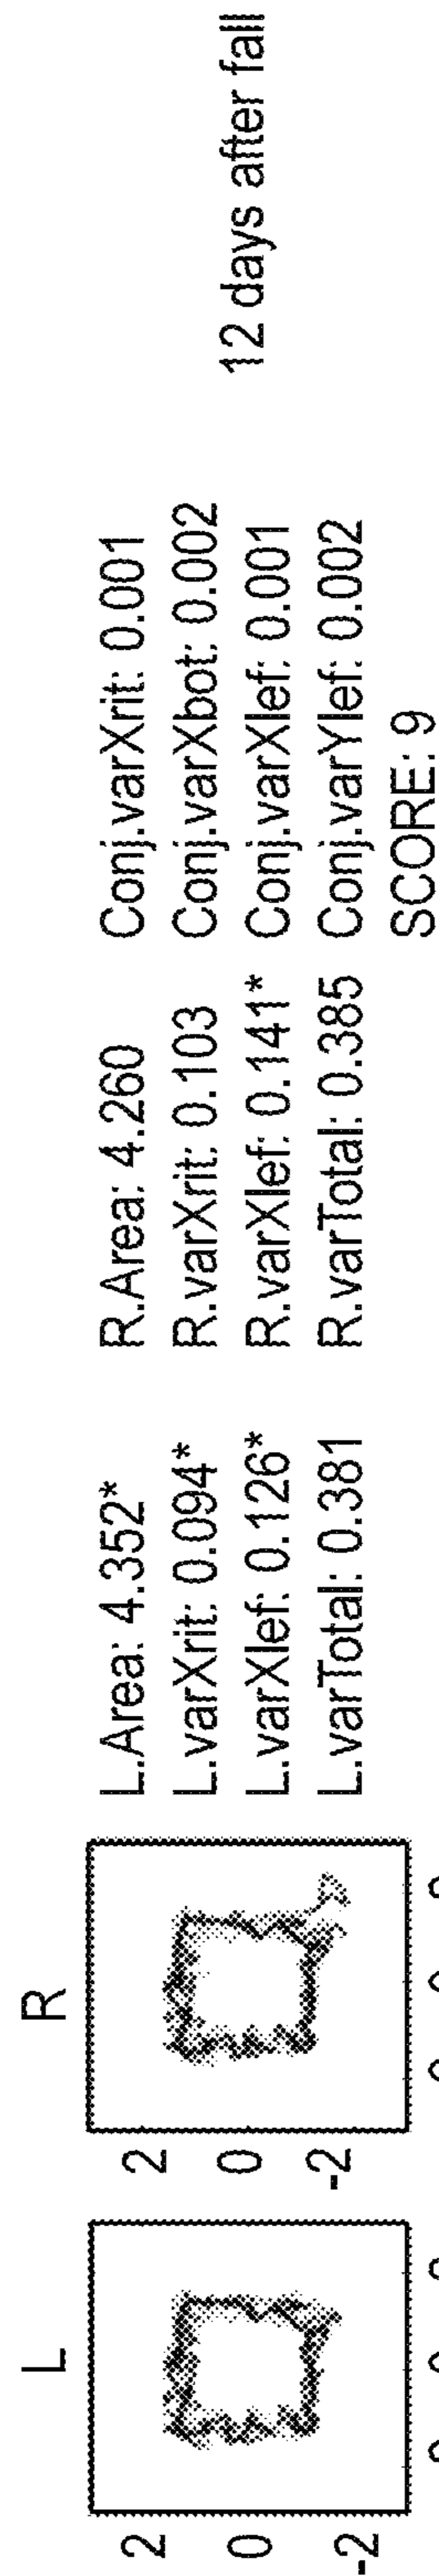 L
2
0
-2
R
2
0
-2
L.Area: 4.352*
L.varXrit: 0.094*
L.varXlef: 0.126*
L.varTotal: 0.381
R.Area: 4.260
R.varXrit: 0.103
R.varXlef: 0.141*
R.varTotal: 0.385
Conj.varXrit: 0.001
Conj.varXbot: 0.002
Conj.varXlef: 0.001
Conj.varYlef: 0.002
SCORE: 9
12 days after fall